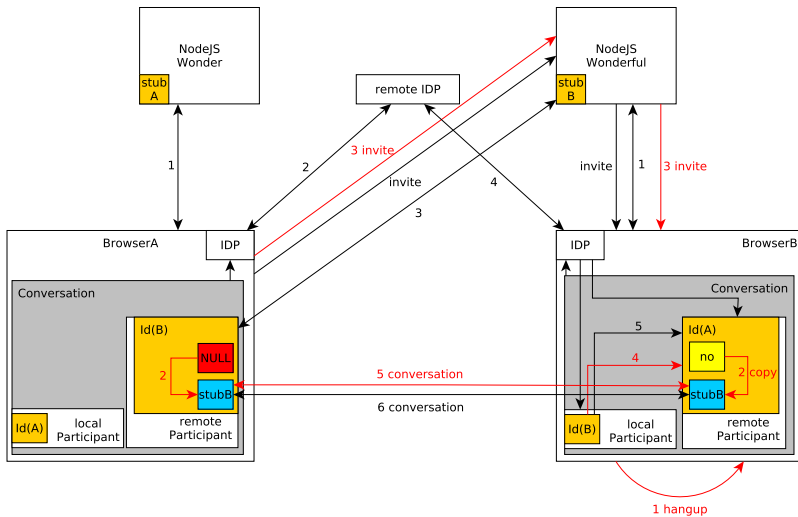 NodeJS
Wonder
stub
A
remote IDP
NodeJS
Wonderful
stub
B
1
2
3 invite
invite
3
4
invite
1
3 invite
BrowserA
IDP
Conversation
Id(B)
NULL
2
stubB
Id(A)
local
Participant
remote
Participant
5 conversation
6 conversation
IDP
BrowserB
Conversation
5
Id(A)
no
4
2 copy
stubB
Id(B)
local
Participant
remote
Participant
1 hangup